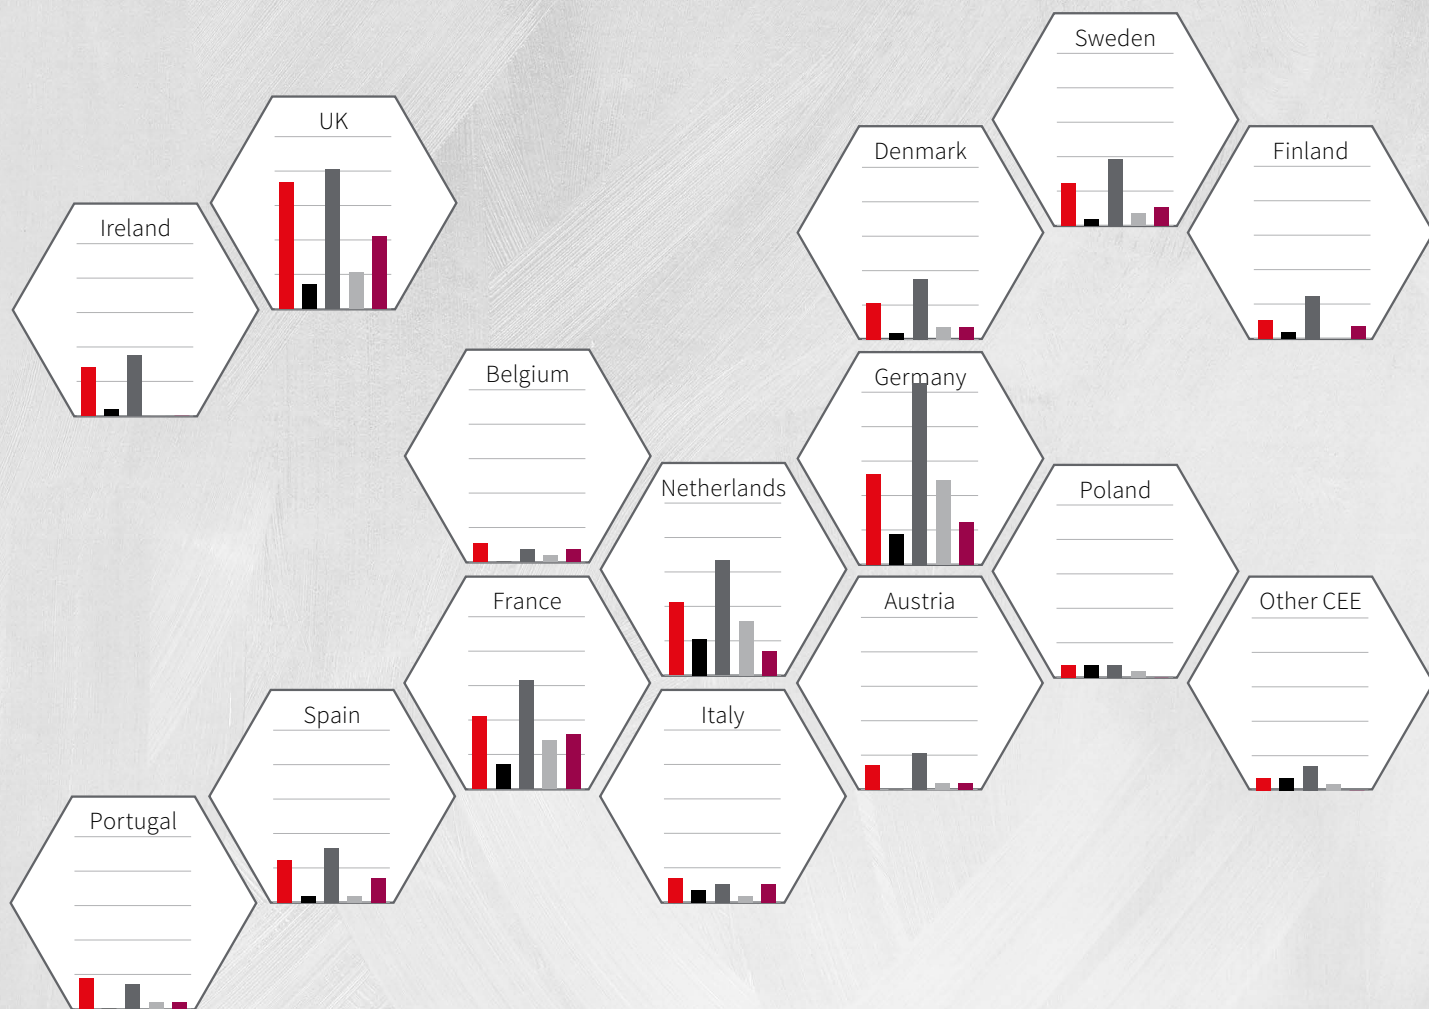 Sweden
UK
Denmark
Finland
Ireland
Belgium
Germany
Netherlands
Poland
France
Austria
Other CEE
Spain
Italy
Portugal